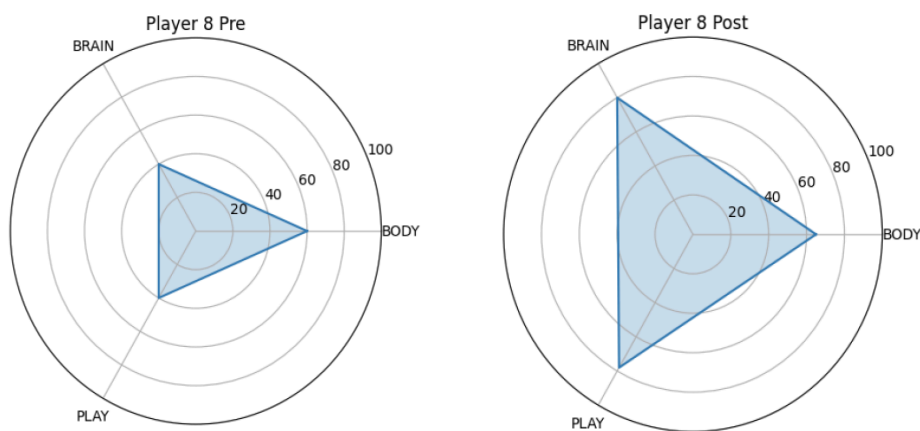 Player 8 Pre
BRAIN
100
80
60
40
20
BODY
PLAY
Player 8 Post
BRAIN
100
80
60
40
20
BODY
PLAY